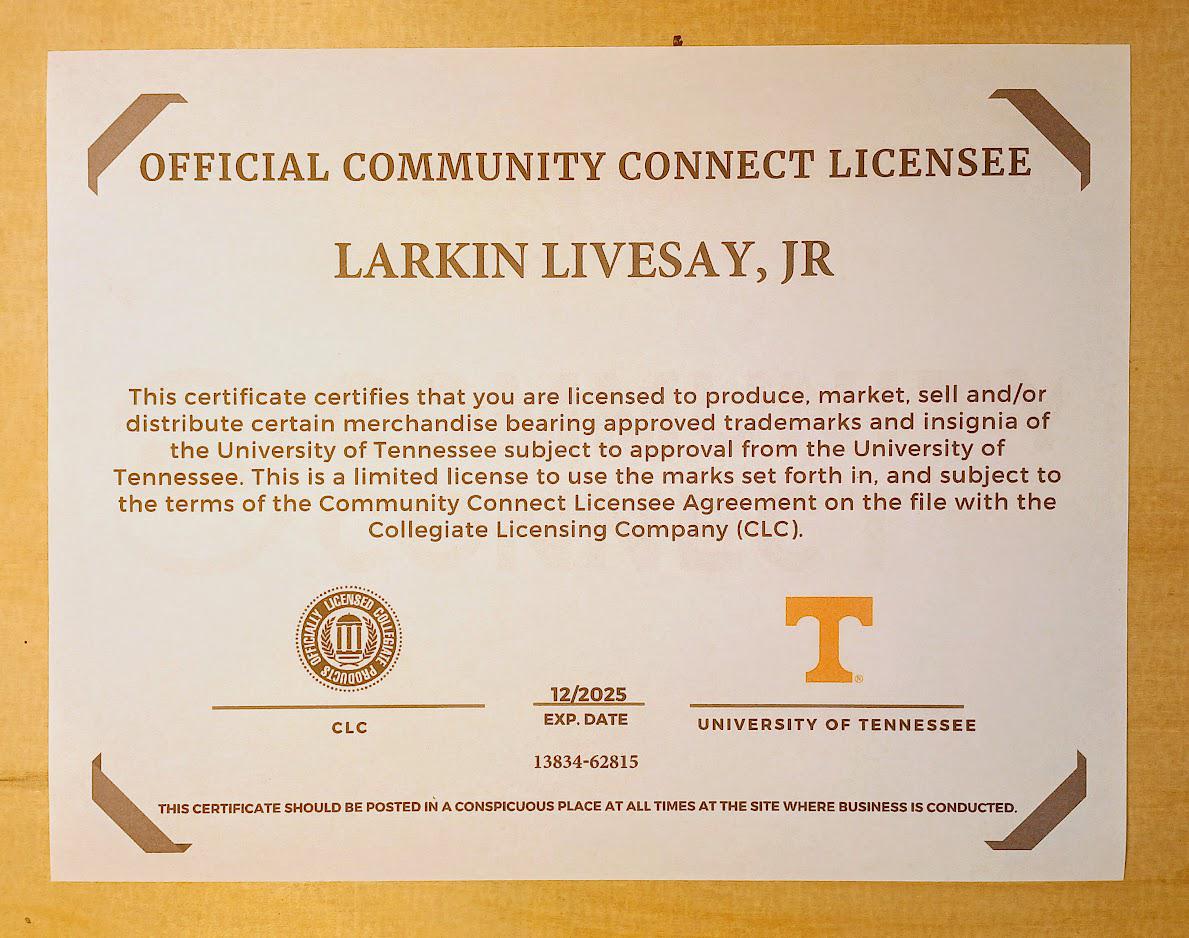 OFFICIAL COMMUNITY CONNECT LICENSEE
LARKIN LIVESAY, JR
This certificate certifies that you are licensed to produce, market, sell and/or
distribute certain merchandise bearing approved trademarks and insignia of
the University of Tennessee subject to approval from the University of
Tennessee. This is a limited license to use the marks set forth in, and subject to
the terms of the Community Connect Licensee Agreement on the file with the
Collegiate Licensing Company (CLC).
OFFICIALLY LICENSED COLLEGIATE PRODUCTS
T®
12/2025
CLC
EXP. DATE
UNIVERSITY OF TENNESSEE
13834-62815
THIS CERTIFICATE SHOULD BE POSTED IN A CONSPICUOUS PLACE AT ALL TIMES AT THE SITE WHERE BUSINESS IS CONDUCTED.